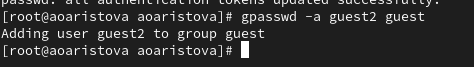 passwd: all authentication tokens updated successfully.
[root@aoaristova aoaristova]# gpasswd -a guest2 guest
Adding user guest2 to group guest
[root@aoaristova aoaristova]#